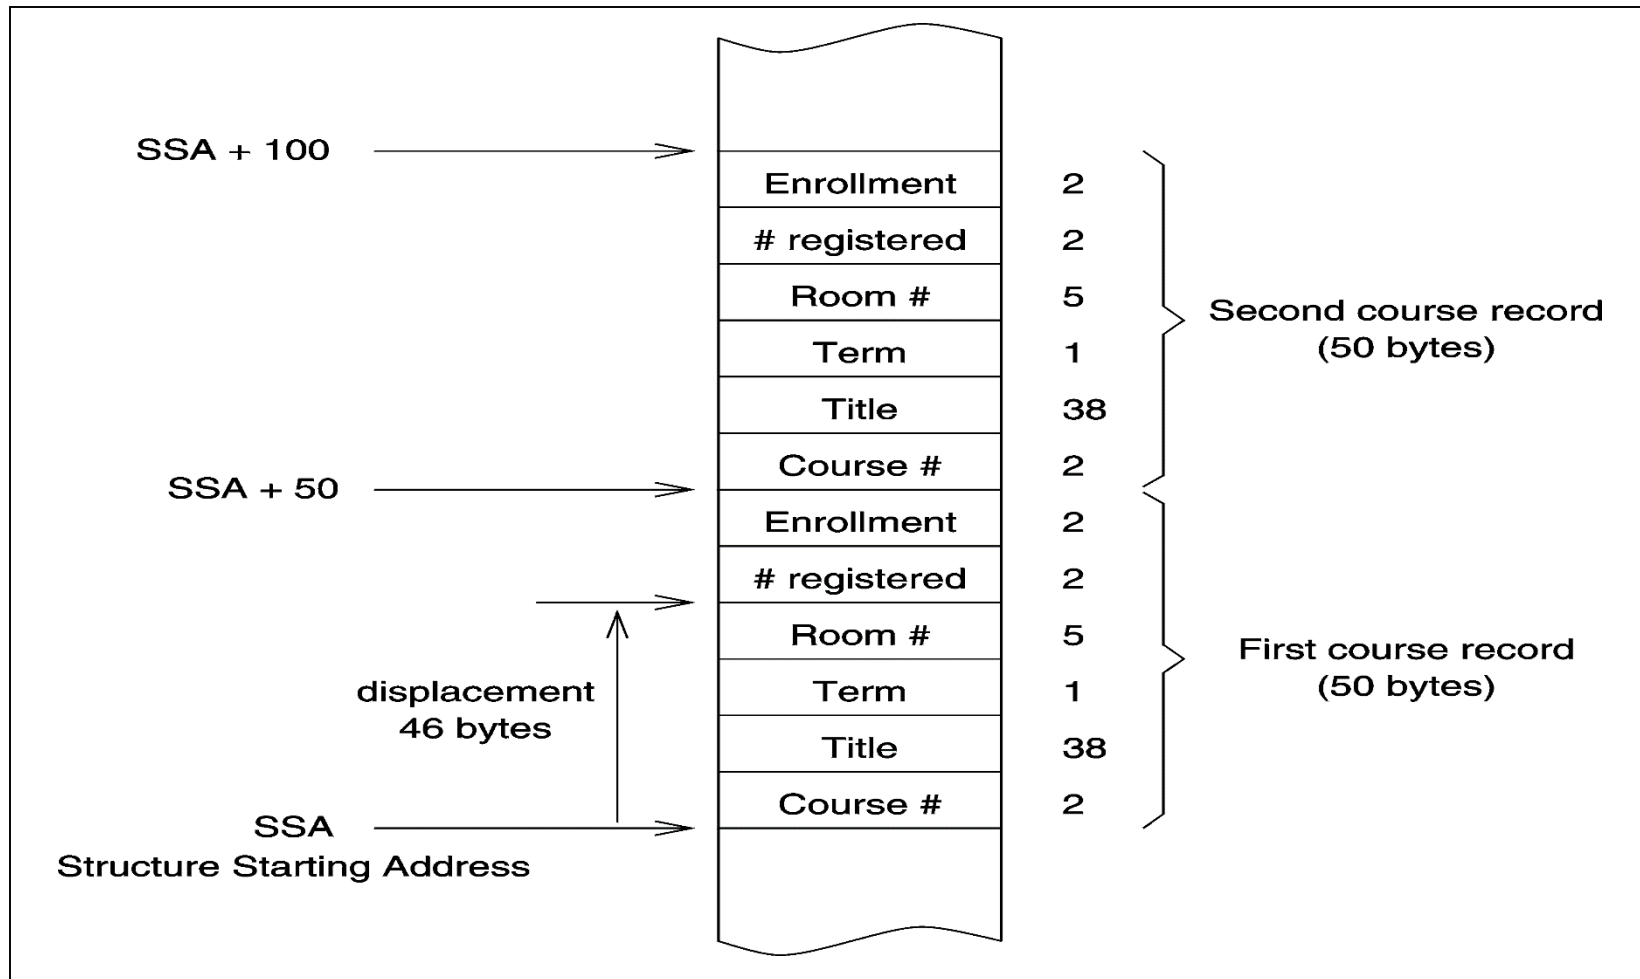 SSA + 100
Enrollment 2
# registered 2
Room # 5
Second course record
(50 bytes)
Term 1
Title 38
Course # 2
SSA + 50
Enrollment 2
# registered 2
Room # 5
First course record
(50 bytes)
displacement
46 bytes
Term 1
Title 38
Course # 2
SSA
Structure Starting Address